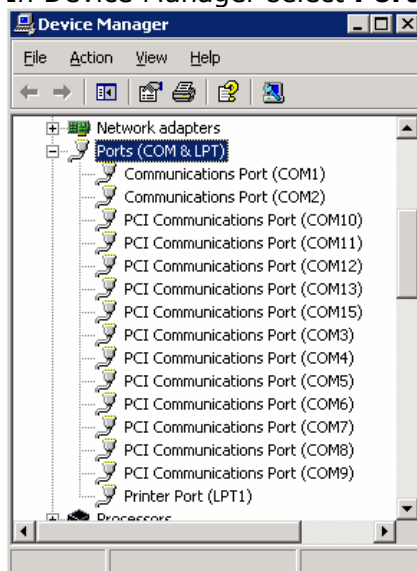 In Device Manager select Port
Device Manager
File Action View Help
Network adapters
Ports (COM & LPT)
Communications Port (COM1)
Communications Port (COM2)
PCI Communications Port (COM10)
PCI Communications Port (COM11)
PCI Communications Port (COM12)
PCI Communications Port (COM13)
PCI Communications Port (COM15)
PCI Communications Port (COM3)
PCI Communications Port (COM4)
PCI Communications Port (COM5)
PCI Communications Port (COM6)
PCI Communications Port (COM7)
PCI Communications Port (COM8)
PCI Communications Port (COM9)
Printer Port (LPT1)
Processors